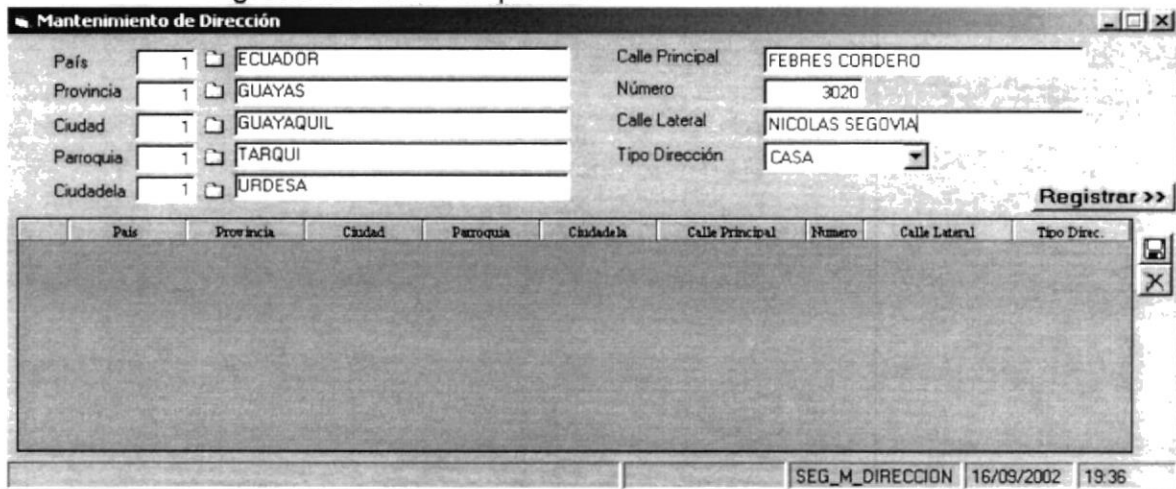 Mantenimiento de Dirección
País 1 ECUADOR
Provincia 1 GUAYAS
Ciudad 1 GUAYAQUIL
Parroquia 1 TARQUI
Ciudadela 1 URDESA
Calle Principal FEBRES CORDERO
Número 3020
Calle Lateral NICOLAS SEGOVIA
Tipo Dirección CASA
Registrar >>
País Provincia Ciudad Parroquia Ciudadela Calle Principal Numero Calle Lateral Tipo Direc.
SEG_M_DIRECCION 16/09/2002 19:36